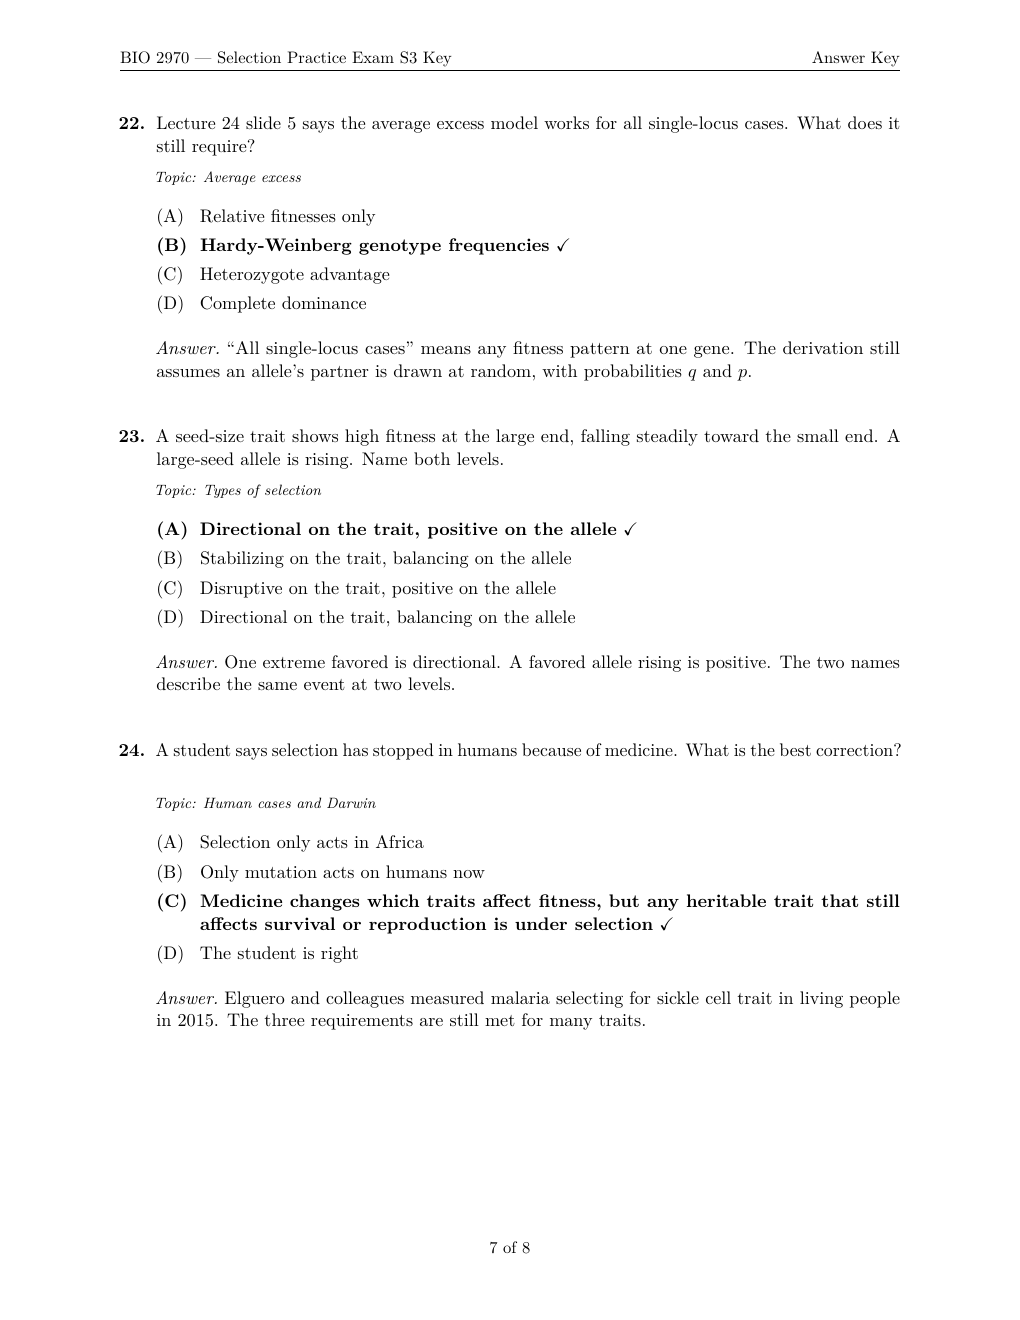 BIO 2970 — Selection Practice Exam S3 Key Answer Key
22. Lecture 24 slide 5 says the average excess model works for all single-locus cases. What does it
still require?
Topic: Average excess
(A) Relative fitnesses only
(B) Hardy-Weinberg genotype frequencies ✓
(C) Heterozygote advantage
(D) Complete dominance
Answer. “All single-locus cases” means any fitness pattern at one gene. The derivation still
assumes an allele’s partner is drawn at random, with probabilities q and p.
23. A seed-size trait shows high fitness at the large end, falling steadily toward the small end. A
large-seed allele is rising. Name both levels.
Topic: Types of selection
(A) Directional on the trait, positive on the allele ✓
(B) Stabilizing on the trait, balancing on the allele
(C) Disruptive on the trait, positive on the allele
(D) Directional on the trait, balancing on the allele
Answer. One extreme favored is directional. A favored allele rising is positive. The two names
describe the same event at two levels.
24. A student says selection has stopped in humans because of medicine. What is the best correction?
Topic: Human cases and Darwin
(A) Selection only acts in Africa
(B) Only mutation acts on humans now
(C) Medicine changes which traits affect fitness, but any heritable trait that still
affects survival or reproduction is under selection ✓
(D) The student is right
Answer. Elguero and colleagues measured malaria selecting for sickle cell trait in living people
in 2015. The three requirements are still met for many traits.
7 of 8